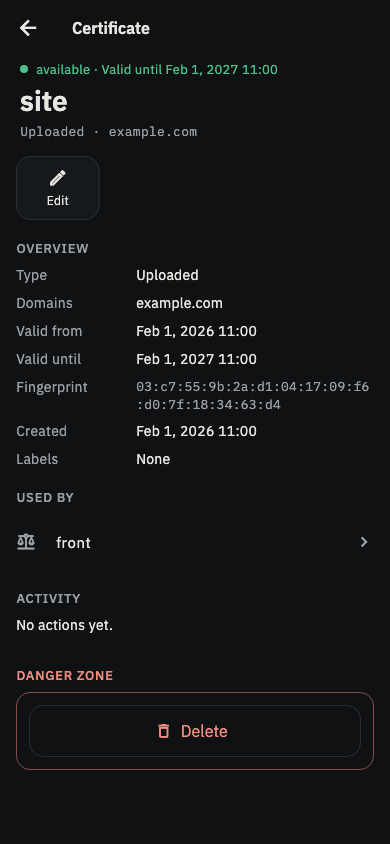 Certificate
available · Valid until Feb 1, 2027 11:00
site
Uploaded · example.com
Edit
OVERVIEW
Type Uploaded
Domains example.com
Valid from Feb 1, 2026 11:00
Valid until Feb 1, 2027 11:00
Fingerprint 03:c7:55:9b:2a:d1:04:17:09:f6
:d0:7f:18:34:63:d4
Created Feb 1, 2026 11:00
Labels None
USED BY
front
ACTIVITY
No actions yet.
DANGER ZONE
Delete